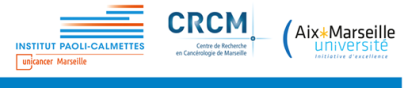 INSTITUT PAOLI-CALMETTES
unicancer Marseille
CRCM
Centre de Recherche
en Cancérologie de Marseille
Aix*Marseille
université
Initiative d'excellence